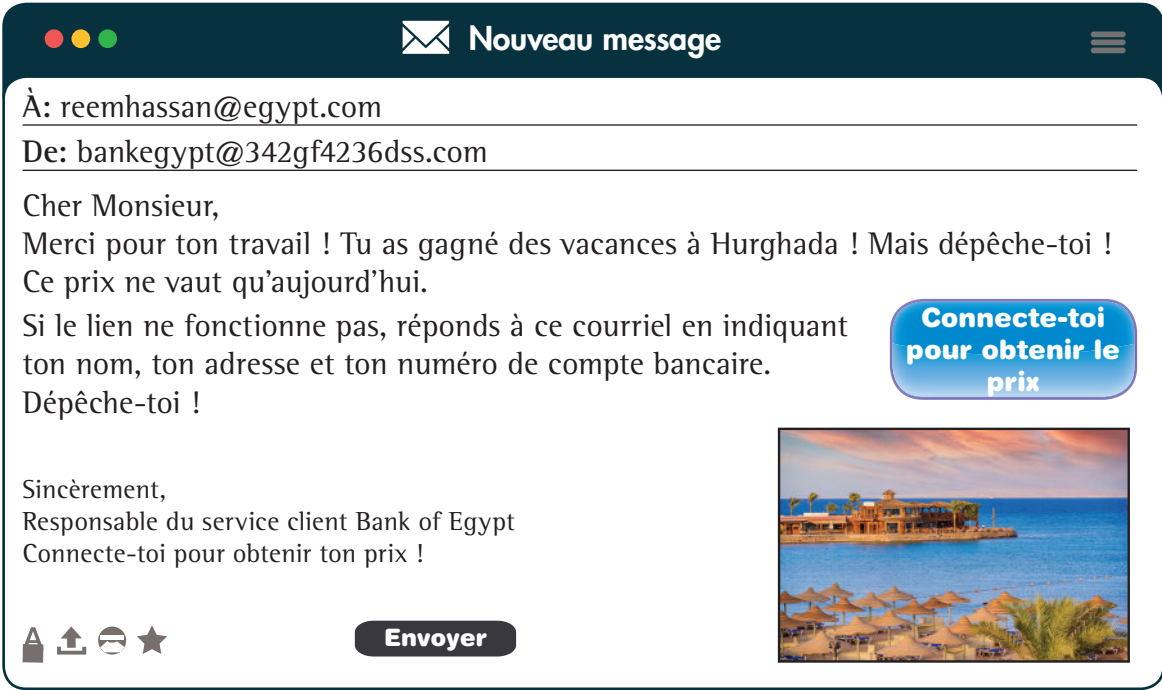 Nouveau message
À: reemhassan@egypt.com
De: bankegypt@342gf4236dss.com
Cher Monsieur,
Merci pour ton travail ! Tu as gagné des vacances à Hurghada ! Mais dépêche-toi !
Ce prix ne vaut qu'aujourd'hui.
Si le lien ne fonctionne pas, réponds à ce courriel en indiquant
ton nom, ton adresse et ton numéro de compte bancaire.
Dépêche-toi !
Connecte-toi
pour obtenir le
prix
Sincèrement,
Responsable du service client Bank of Egypt
Connecte-toi pour obtenir ton prix !
Envoyer